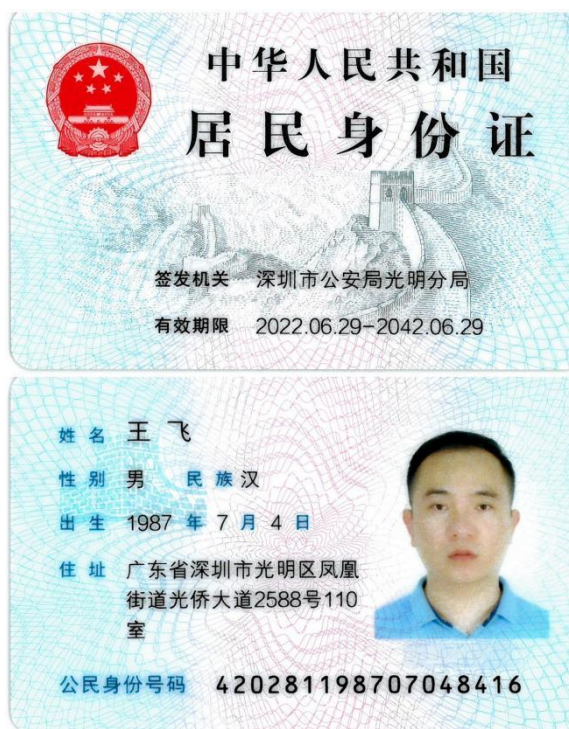 中华人民共和国
居民身份证
签发机关 深圳市公安局光明分局
有效期限 2022.06.29-2042.06.29
姓名 王飞
性别 男 民族 汉
出生 1987 年 7 月 4 日
住址 广东省深圳市光明区凤凰
街道光侨大道2588号110
室
公民身份号码 420281198707048416